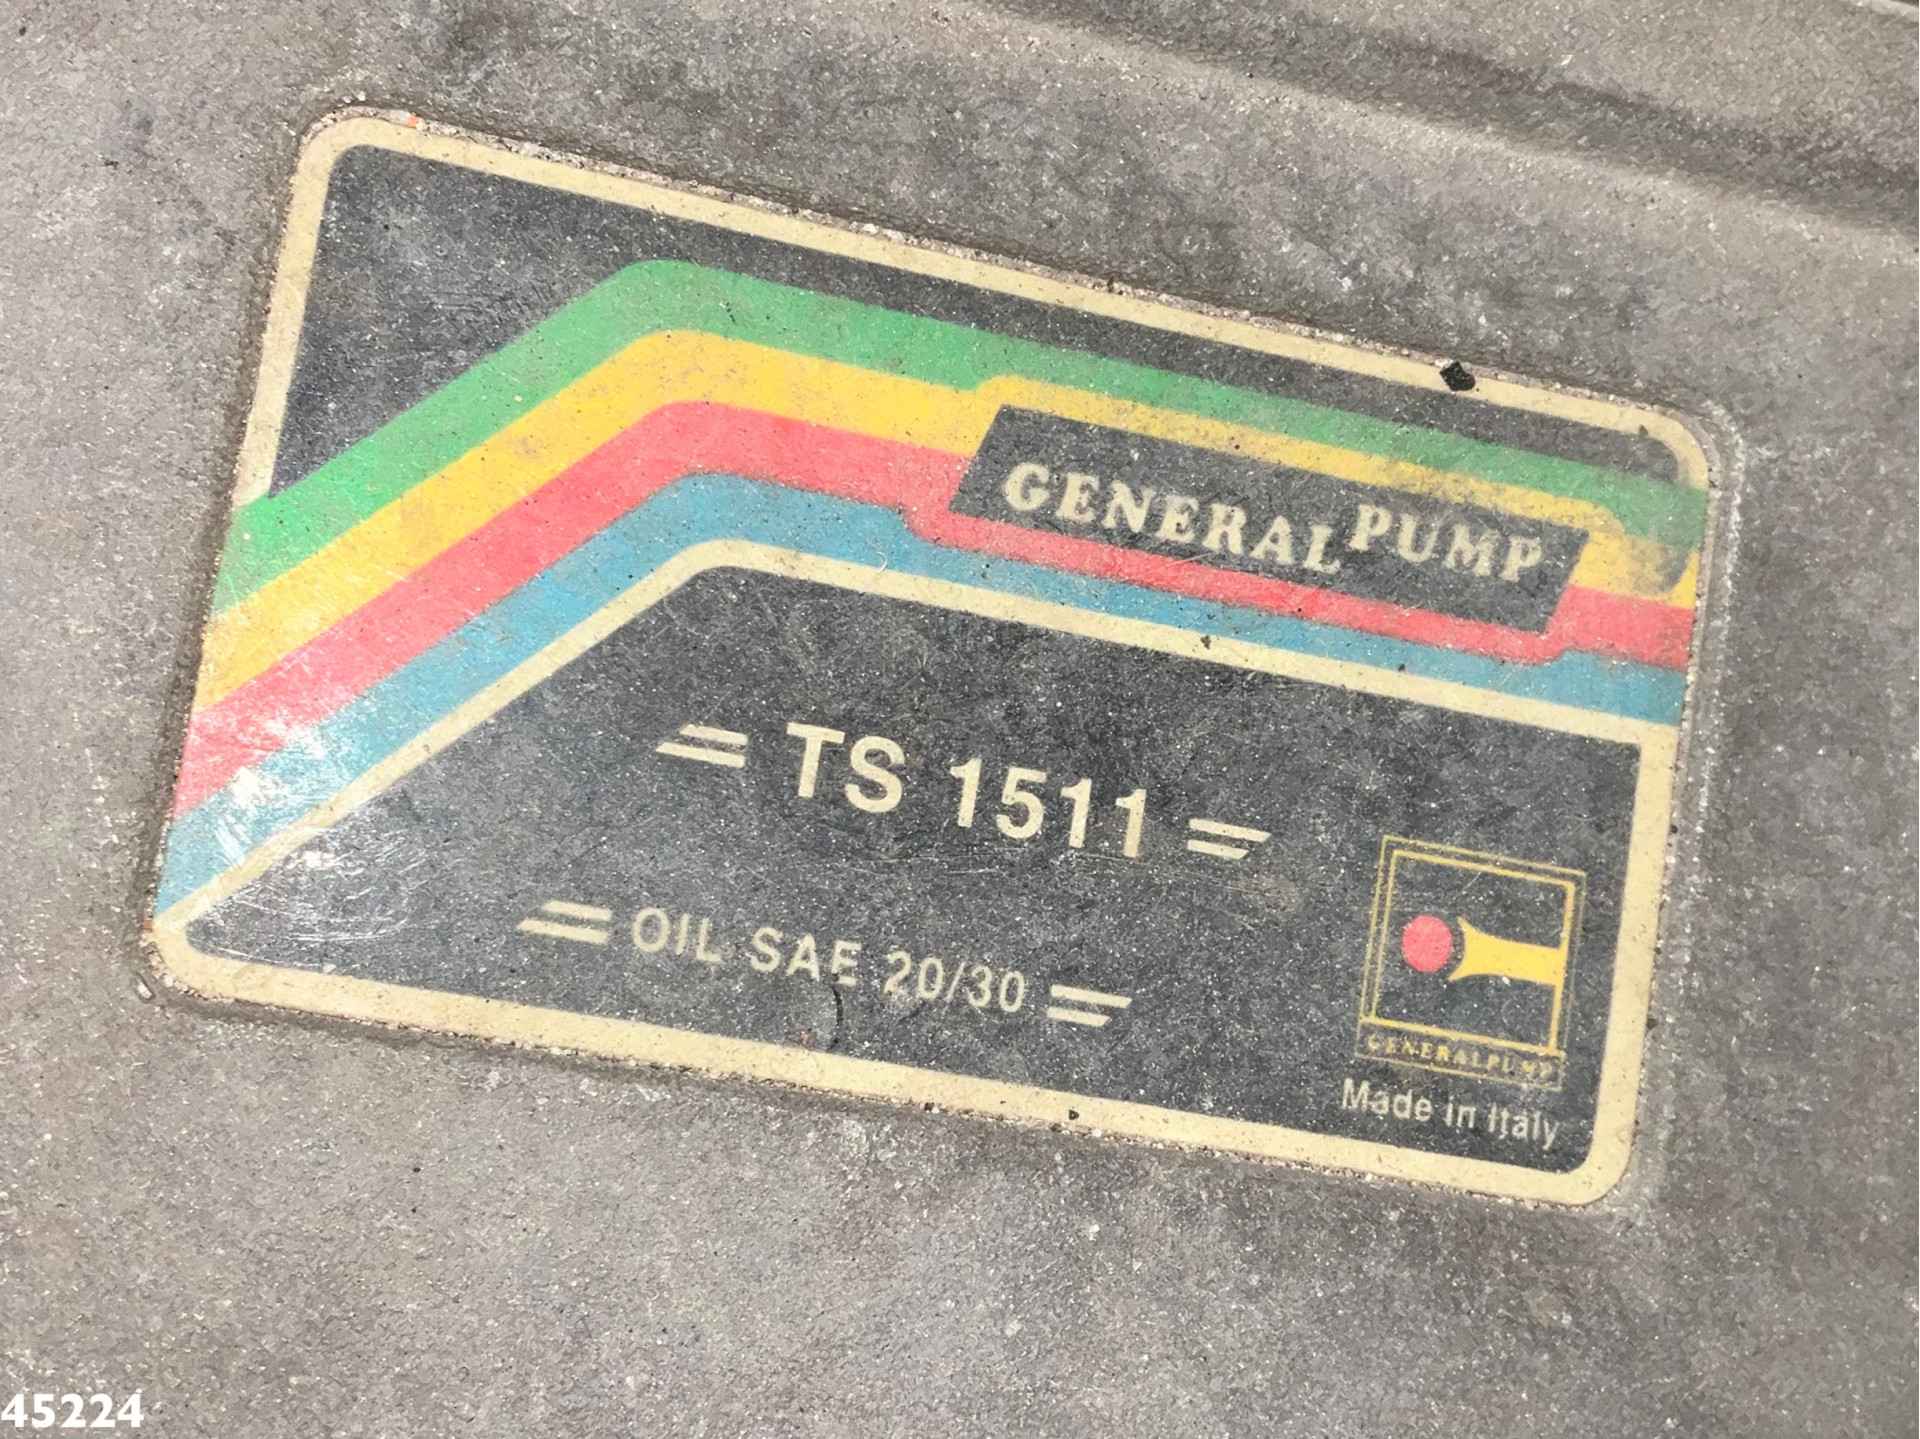 GENERAL PUMP
TS 1511
OIL SAE 20/30
GENERALPUMP
Made in Italy
45224